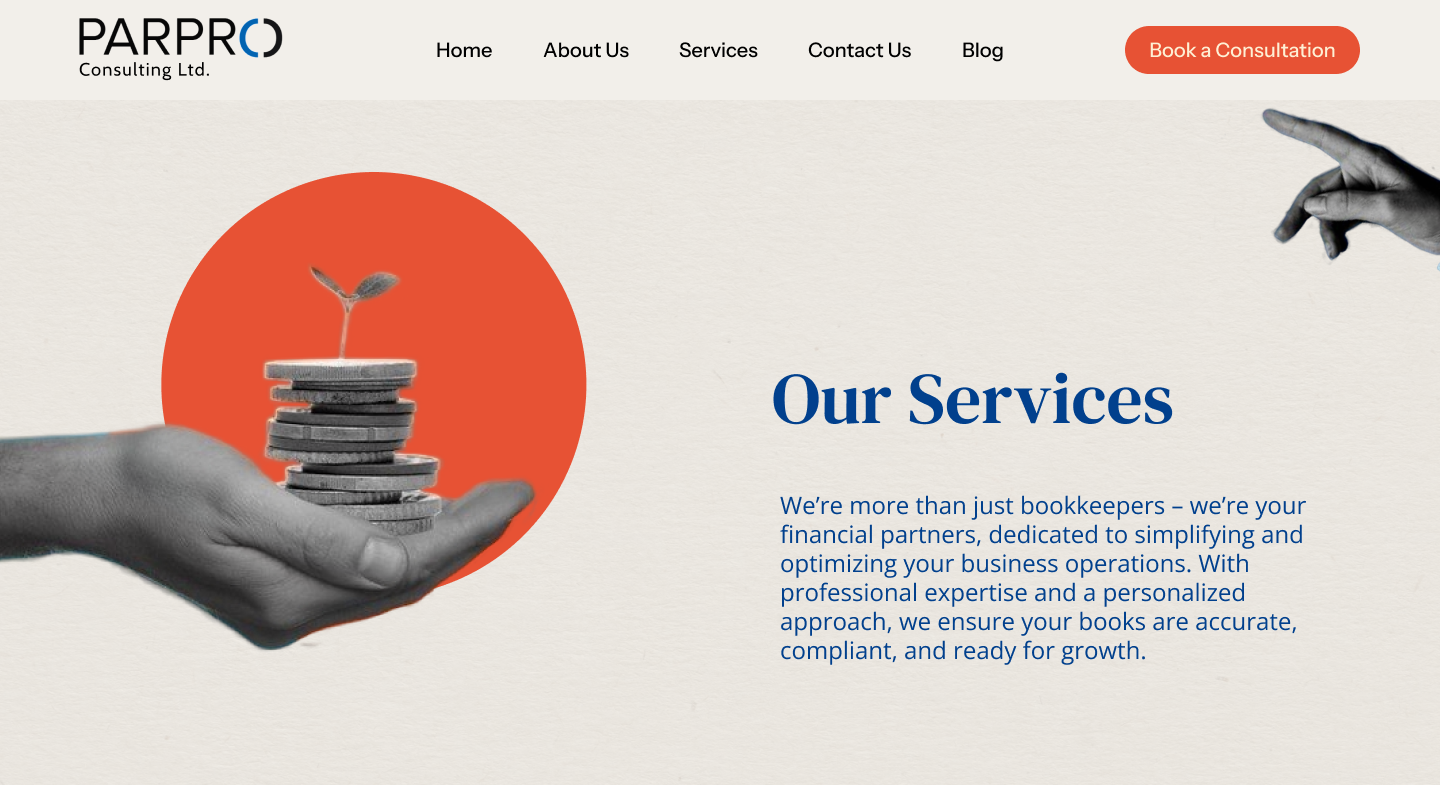 PARPRO
Consulting Ltd.
Home
About Us
Services
Contact Us
Blog
Book a Consultation
Our Services
We’re more than just bookkeepers – we’re your
financial partners, dedicated to simplifying and
optimizing your business operations. With
professional expertise and a personalized
approach, we ensure your books are accurate,
compliant, and ready for growth.